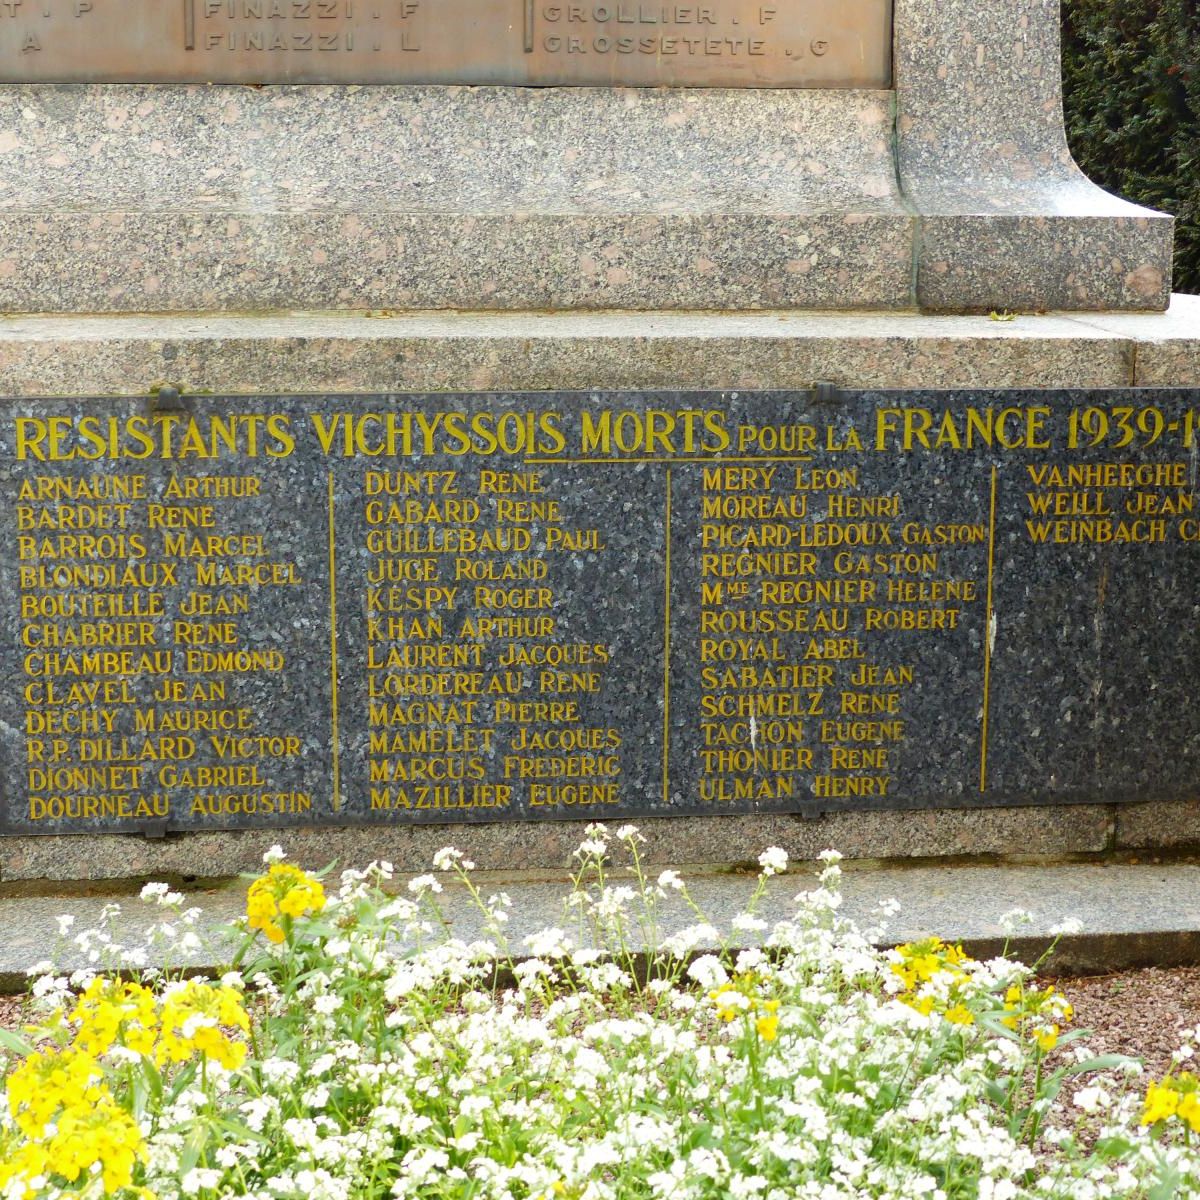 T . P
A
FINAZZI . F
FINAZZI . L
GROLLIER . F
GROSSETETE . G
RESISTANTS VICHYSSOIS MORTS POUR LA FRANCE 1939-1
ARNAUNE ARTHUR
BARDET RENE
BARROIS MARCEL
BLONDIAUX MARCEL
BOUTEILLE JEAN
CHABRIER RENE
CHAMBEAU EDMOND
CLAVEL JEAN
DECHY MAURICE
R.P. DILLARD VICTOR
DIONNET GABRIEL
DOURNEAU AUGUSTIN
DUNTZ RENE
GABARD RENE
GUILLEBAUD PAUL
JUGE ROLAND
KÉSPY ROGER
KHAN ARTHUR
LAURENT JACQUES
LORDEREAU RENE
MAGNAT PIERRE
MAMELET JACQUES
MARCUS FREDERIC
MAZILLIER EUGENE
MERY LEON
MOREAU HENRI
PICARD-LEDOUX GASTON
REGNIER GASTON
MME REGNIER HELENE
ROUSSEAU ROBERT
ROYAL ABEL
SABATIER JEAN
SCHMELZ RENE
TACHON EUGENE
THONIER RENE
ULMAN HENRY
VANHEEGHE
WEILL JEAN
WEINBACH